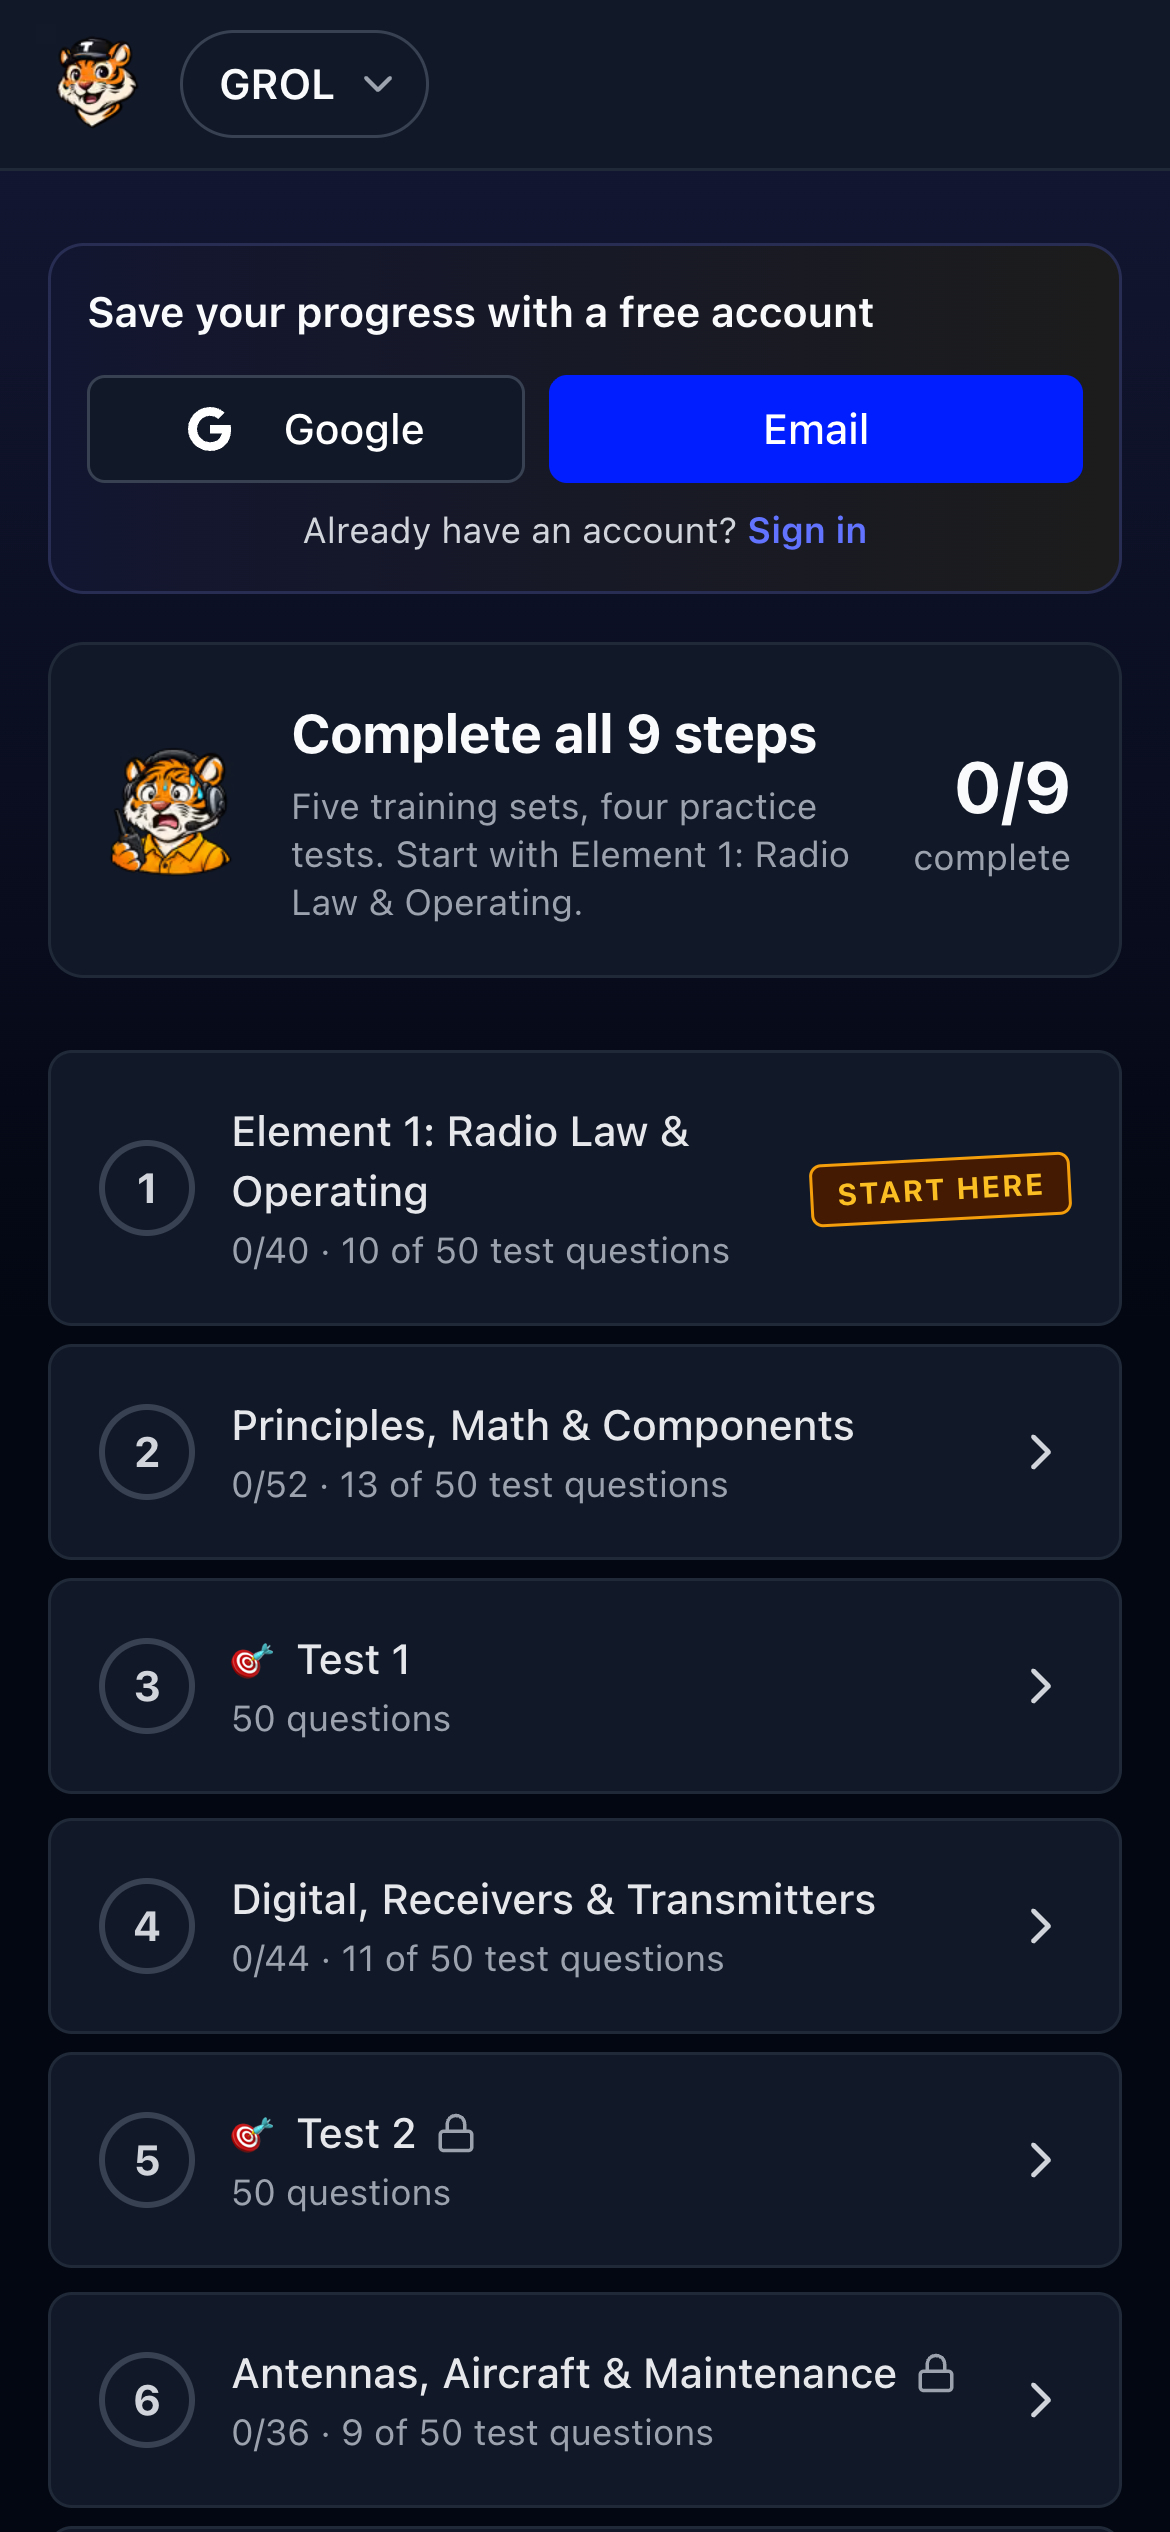 GROL
Save your progress with a free account
Google
Email
Already have an account? Sign in
Complete all 9 steps
Five training sets, four practice
tests. Start with Element 1: Radio
Law & Operating.
0/9
complete
1
Element 1: Radio Law &
Operating
0/40 · 10 of 50 test questions
START HERE
2
Principles, Math & Components
0/52 · 13 of 50 test questions
3
Test 1
50 questions
4
Digital, Receivers & Transmitters
0/44 · 11 of 50 test questions
5
Test 2
50 questions
6
Antennas, Aircraft & Maintenance
0/36 · 9 of 50 test questions